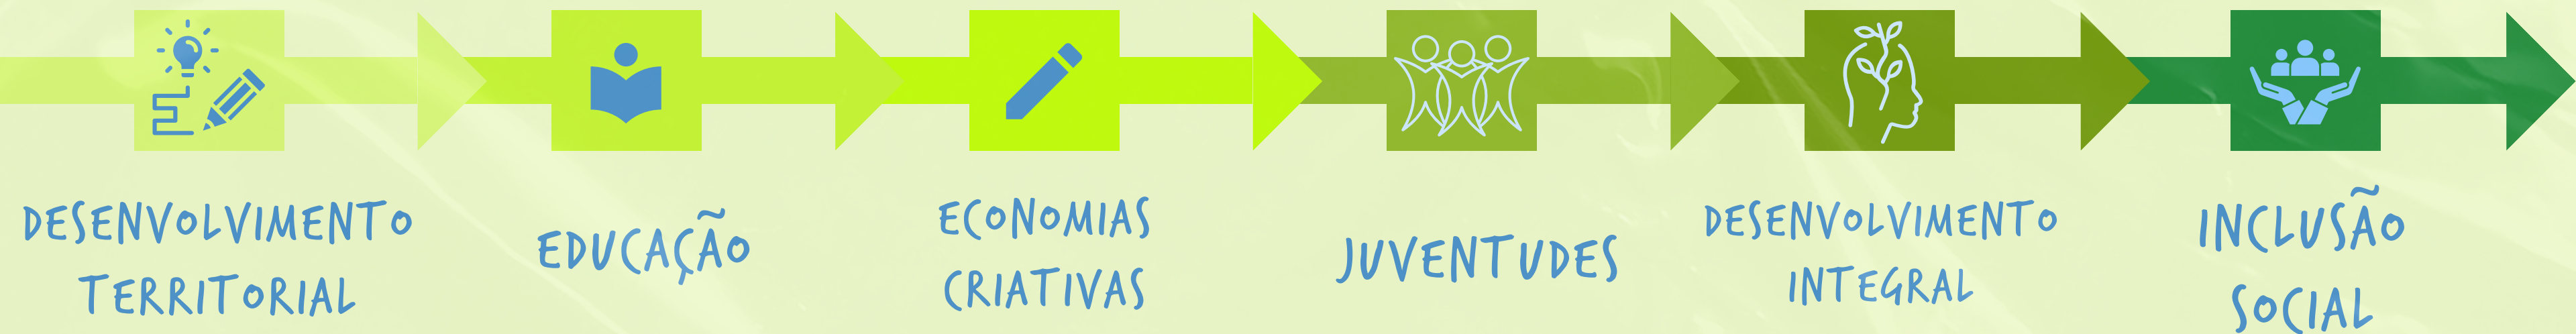 DESENVOLVIMENTO
TERRITORIAL
EDUCAÇÃO
ECONOMIAS
CRIATIVAS
JUVENTUDES
DESENVOLVIMENTO
INTEGRAL
INCLUSÃO
SOCIAL